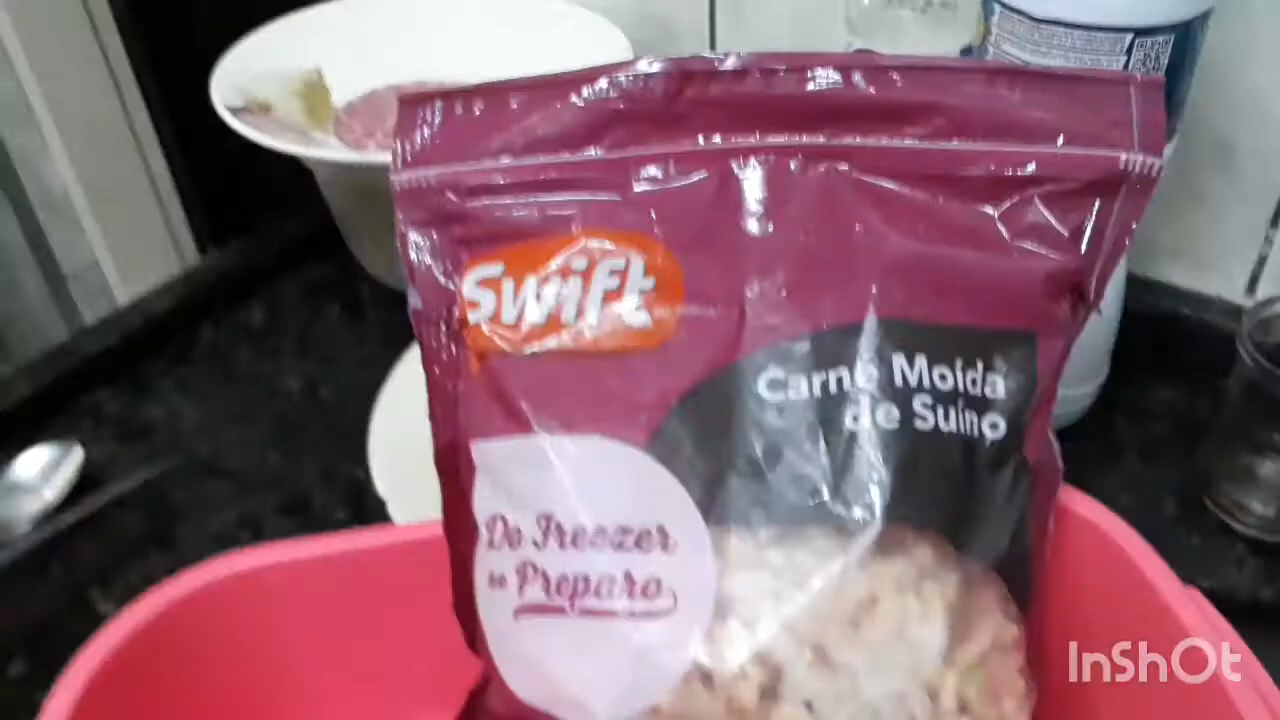 Swift
Carne Moída
de Suíno
Do Freezer
ao Preparo
InShOt